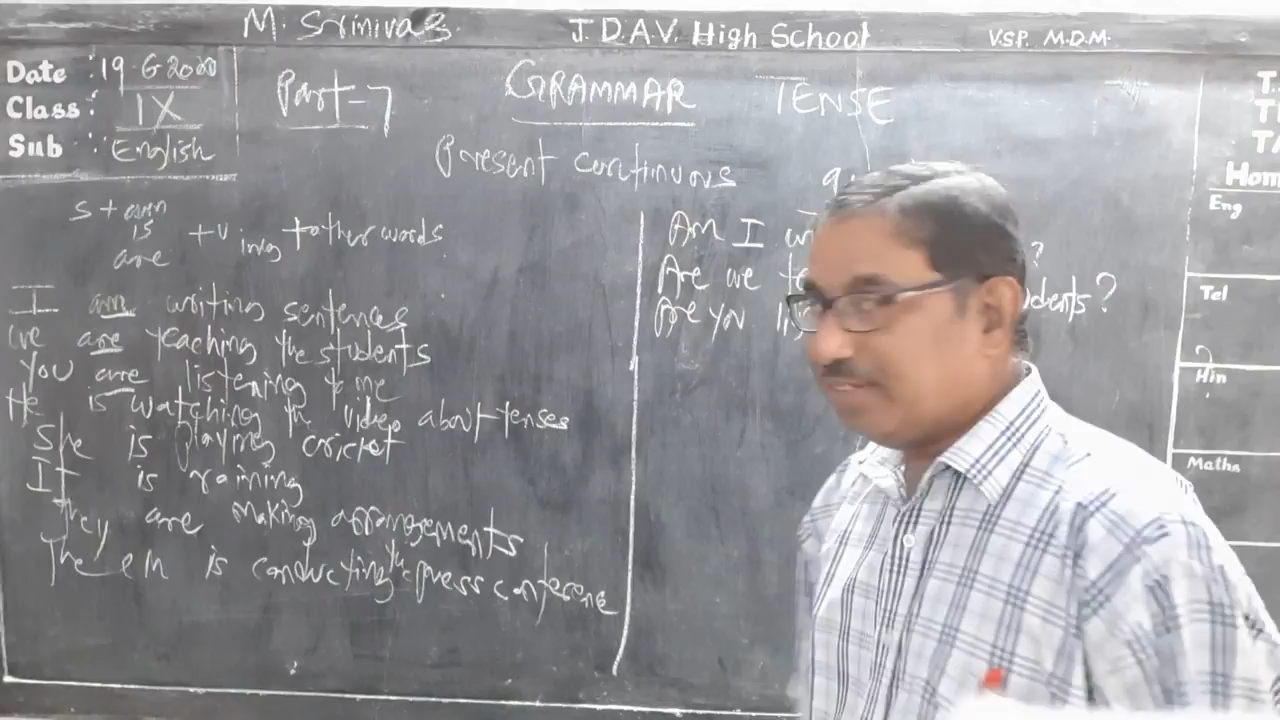 M. Srinivas J.D.A.V. High School VSP. M.D.M.
Date : 19-6-2020
Class : IX
Sub : English
Part-7
GRAMMAR TENSE
Present continuous
S + am
is
are
+ V ing + other words
I am writing sentences
we are teaching the students
You are listening to me
He is watching the video about tenses
She is playing cricket
It is raining
They are making arrangements
The CM is conducting the press conference
Am I ?
Are we dents?
Are you
Hom
Eng
Tel
Hin
Maths